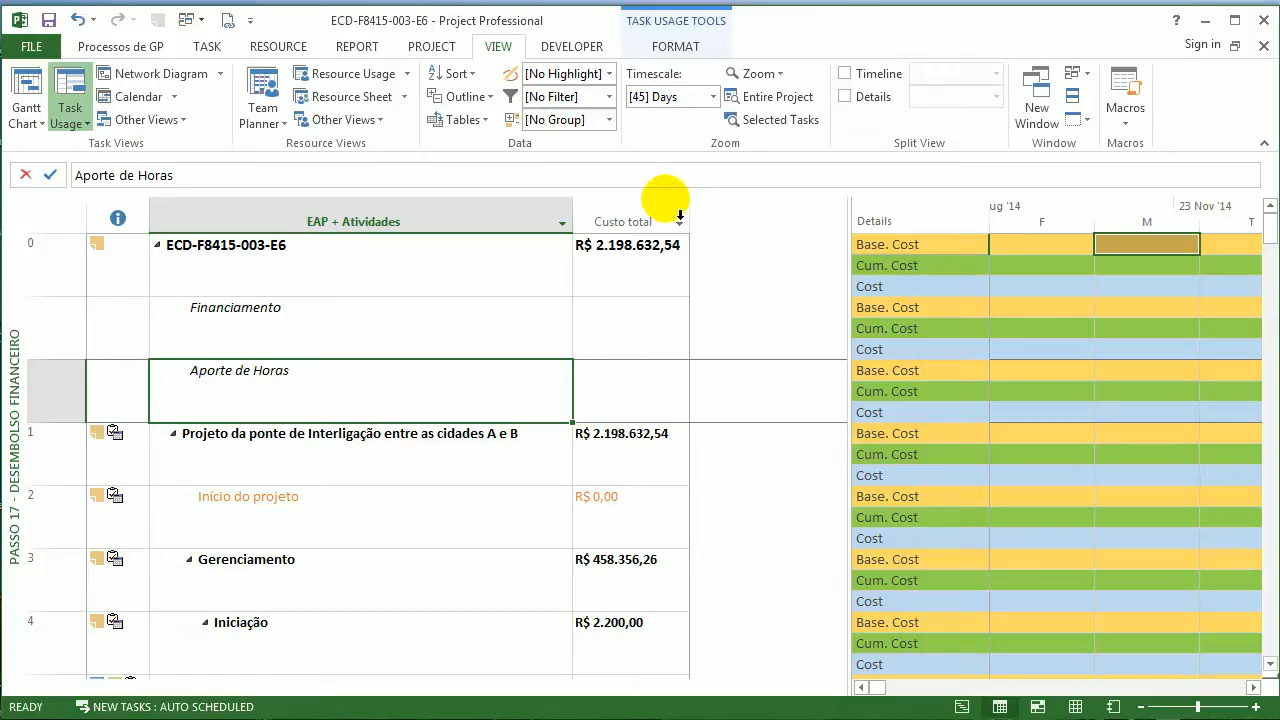 ECD-F8415-003-E6 - Project Professional
TASK USAGE TOOLS
FILE Processos de GP TASK RESOURCE REPORT PROJECT VIEW DEVELOPER FORMAT Sign in
Gantt Chart
Task Usage
Network Diagram
Calendar
Other Views
Task Views
Team Planner
Resource Usage
Resource Sheet
Other Views
Resource Views
Sort
Outline
Tables
[No Highlight]
[No Filter]
[No Group]
Data
Timescale:
[45] Days
Zoom
Entire Project
Selected Tasks
Zoom
Timeline
Details
Split View
New Window
Window
Macros
Macros
Aporte de Horas
EAP + Atividades Custo total
Details
ug '14 23 Nov '14
F M T
0 ECD-F8415-003-E6 R$ 2.198.632,54
Financiamento
Aporte de Horas
1 Projeto da ponte de Interligação entre as cidades A e B R$ 2.198.632,54
2 Início do projeto R$ 0,00
3 Gerenciamento R$ 458.356,26
4 Iniciação R$ 2.200,00
Base. Cost
Cum. Cost
Cost
Base. Cost
Cum. Cost
Cost
Base. Cost
Cum. Cost
Cost
Base. Cost
Cum. Cost
Cost
Base. Cost
Cum. Cost
Cost
Base. Cost
Cum. Cost
Cost
Base. Cost
Cum. Cost
Cost
PASSO 17 - DESEMBOLSO FINANCEIRO
READY NEW TASKS : AUTO SCHEDULED